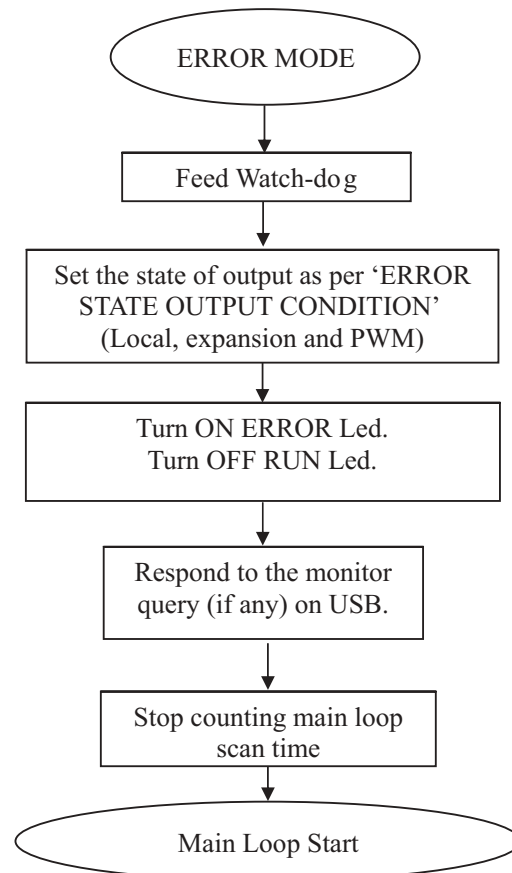 ERROR MODE
Feed Watch-dog
Set the state of output as per ‘ERROR
STATE OUTPUT CONDITION’
(Local, expansion and PWM)
Turn ON ERROR Led.
Turn OFF RUN Led.
Respond to the monitor
query (if any) on USB.
Stop counting main loop
scan time
Main Loop Start